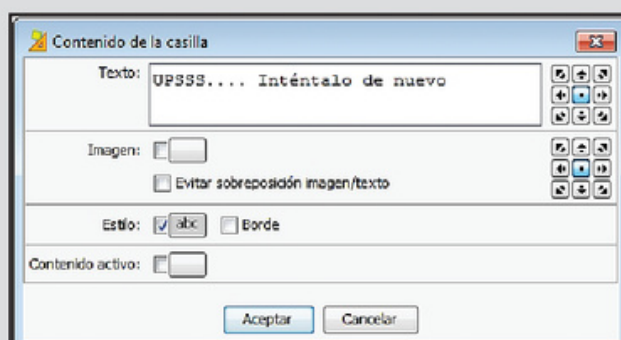 Contenido de la casilla
Texto: UPSSS.... Inténtalo de nuevo
Imagen:
Evitar sobreposición imagen/texto
Estilo: abc Borde
Contenido activo:
Aceptar Cancelar